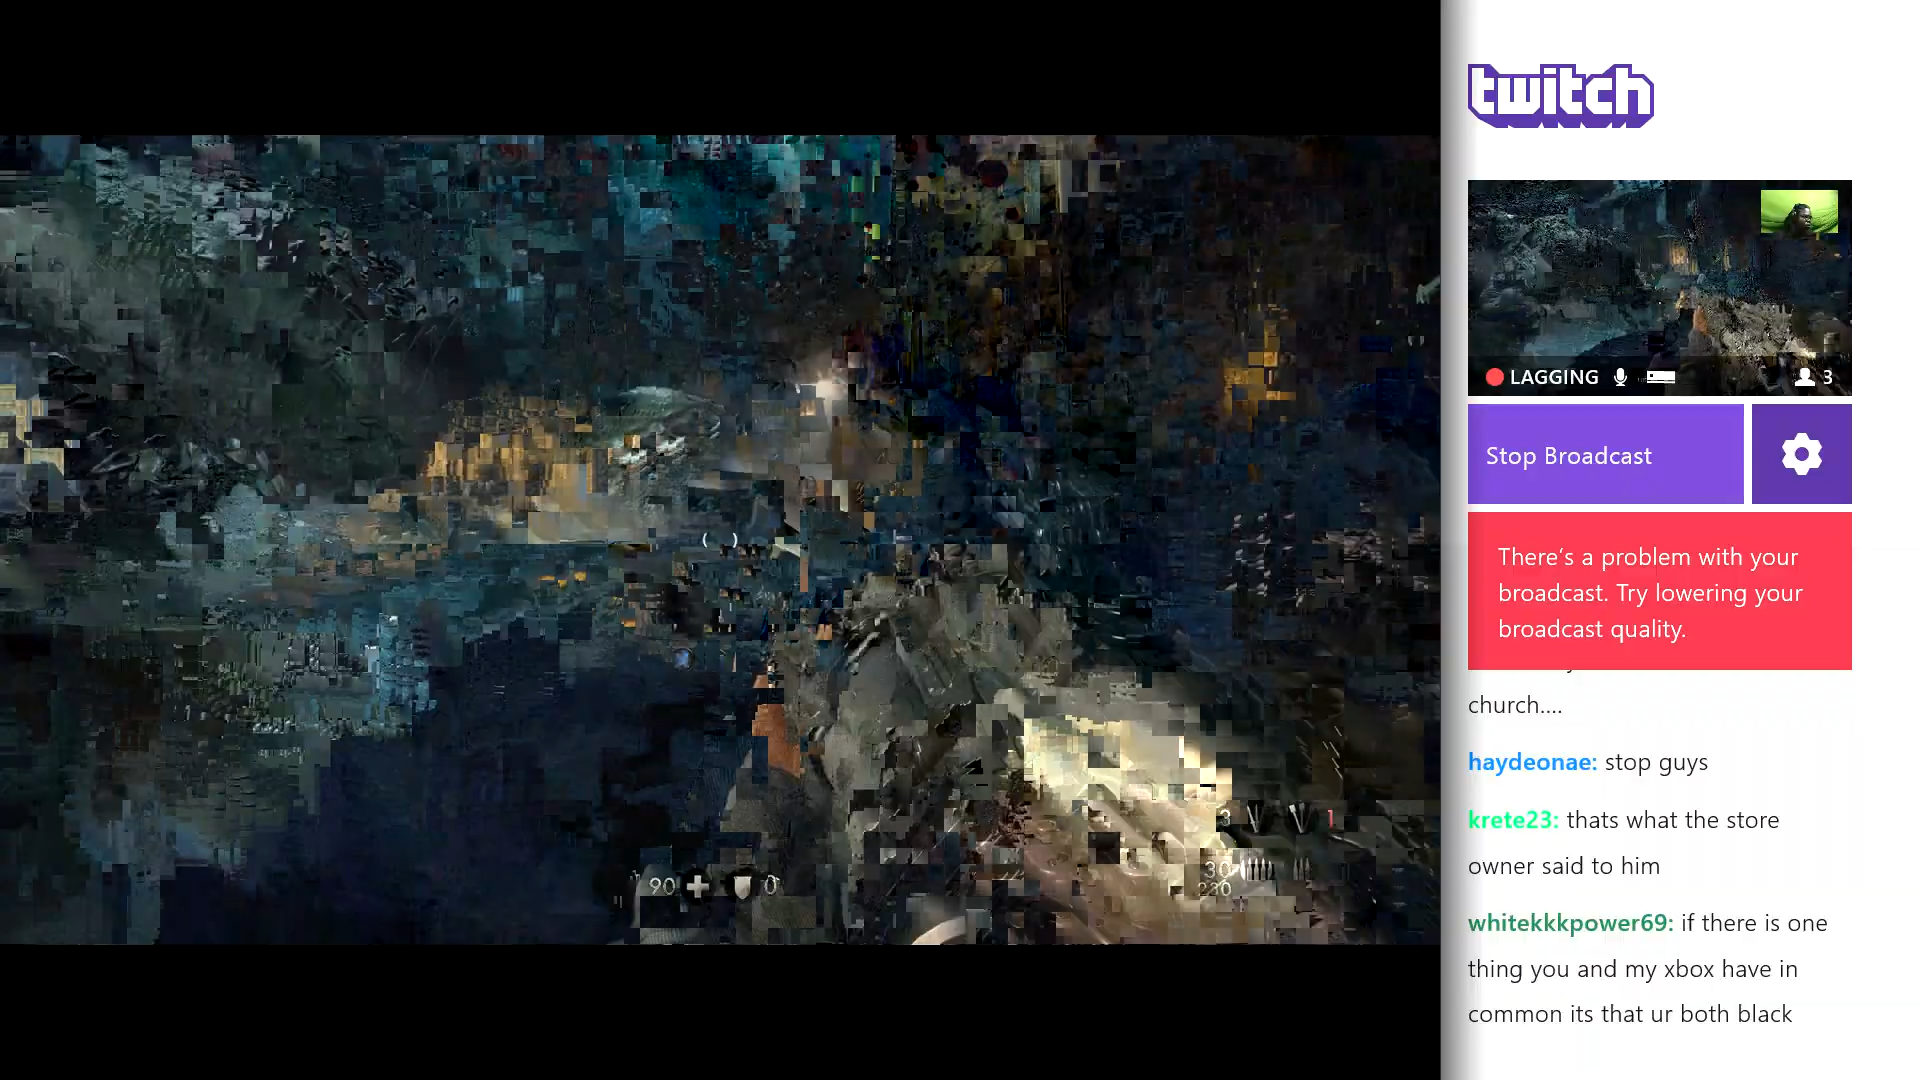 twitch
LAGGING 3
Stop Broadcast
There's a problem with your
broadcast. Try lowering your
broadcast quality.
church....
haydeonae: stop guys
krete23: thats what the store
owner said to him
whitekkkpower69: if there is one
thing you and my xbox have in
common its that ur both black
3 1
30
230
90 0